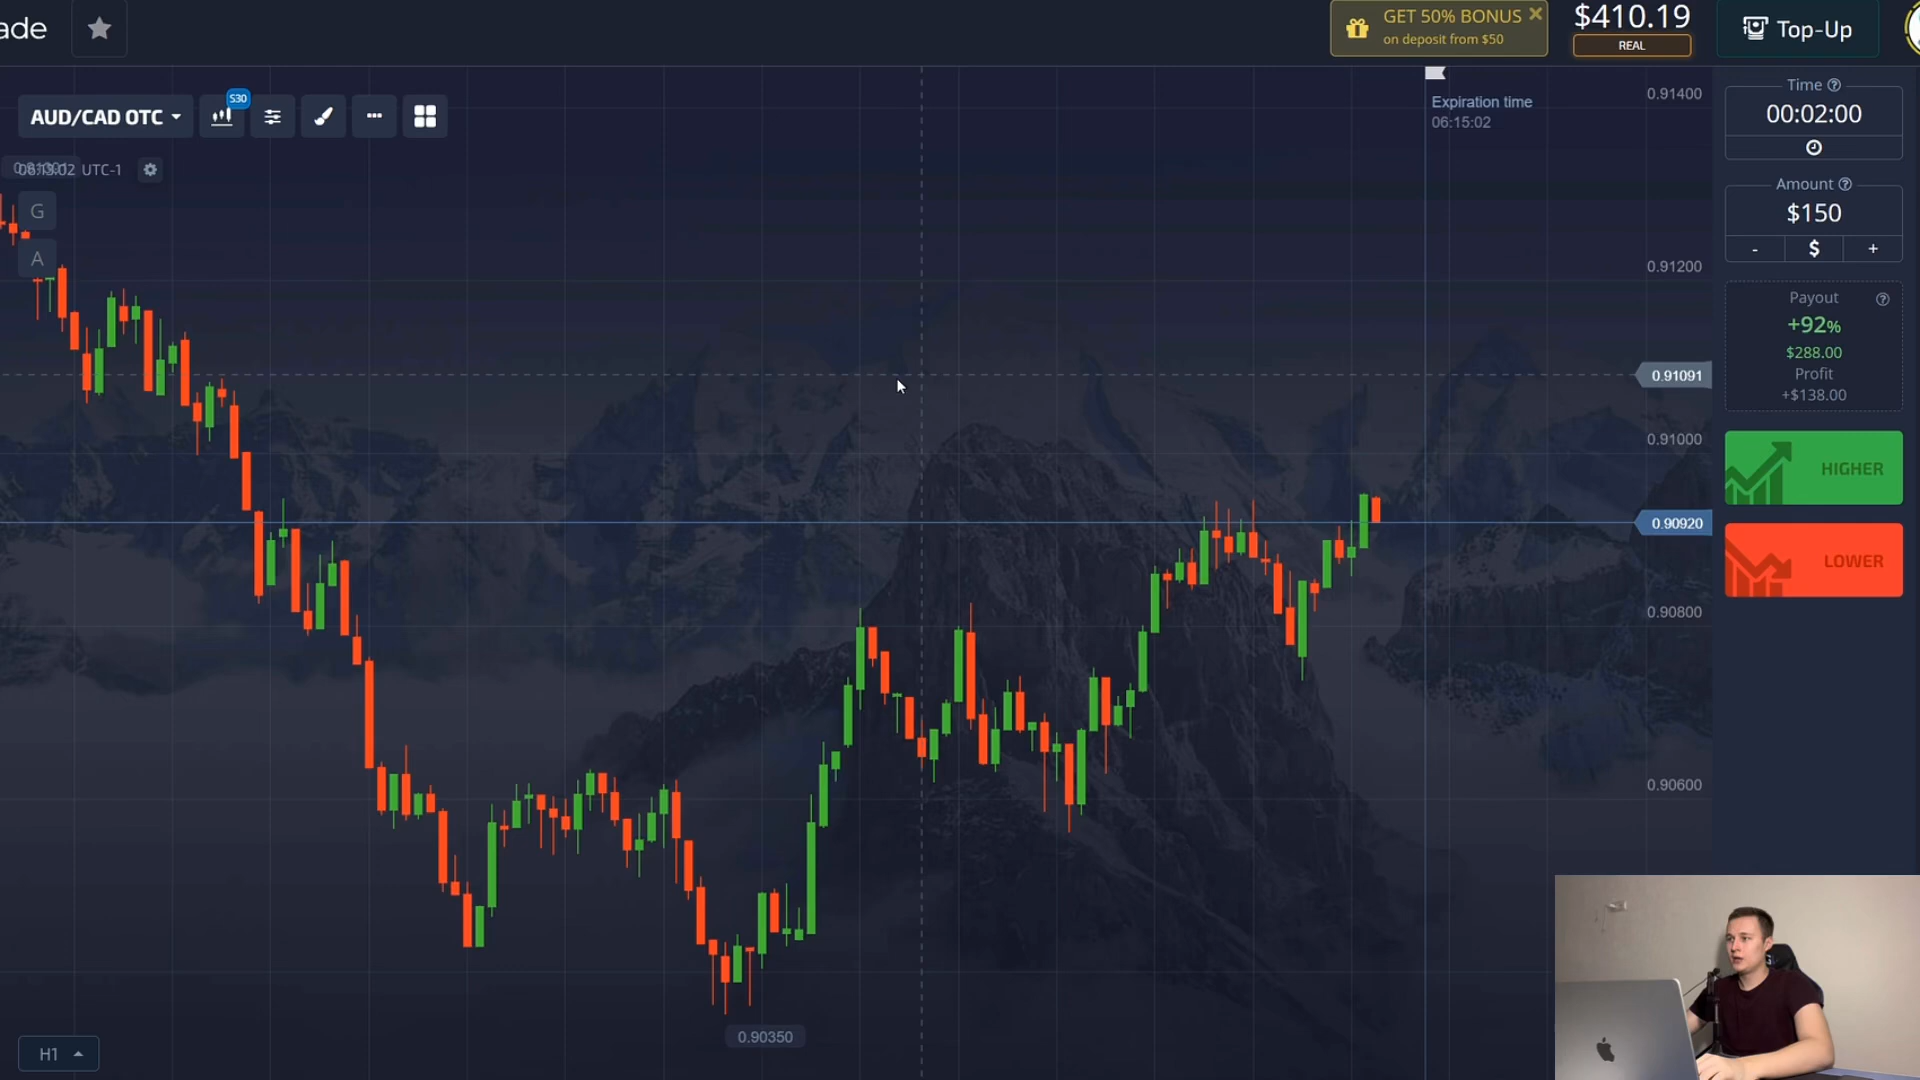 ade
GET 50% BONUS
on deposit from $50
$410.19
REAL
Top-Up
AUD/CAD OTC
S30
UTC-1
G
A
Expiration time
06:15:02
0.91400
0.91200
0.91091
0.91000
0.90920
0.90800
0.90600
0.90350
H1
Time
00:02:00
Amount
$150
- $ +
Payout
+92%
$288.00
Profit
+$138.00
HIGHER
LOWER